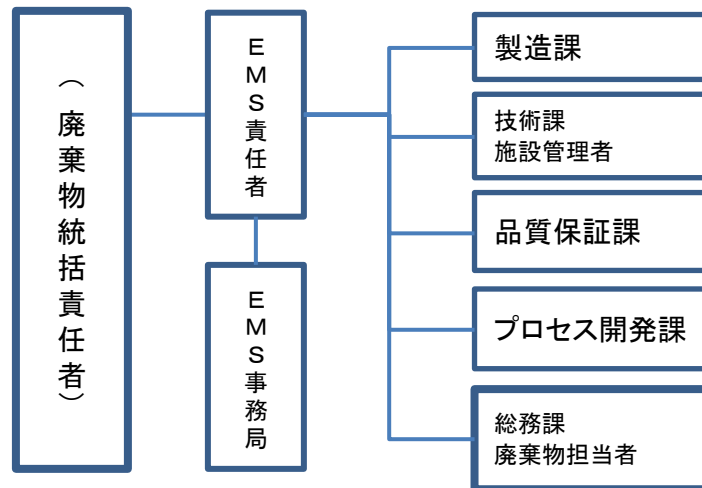 （廃棄物統括責任者）
ＥＭＳ責任者
ＥＭＳ事務局
製造課
技術課
施設管理者
品質保証課
プロセス開発課
総務課
廃棄物担当者